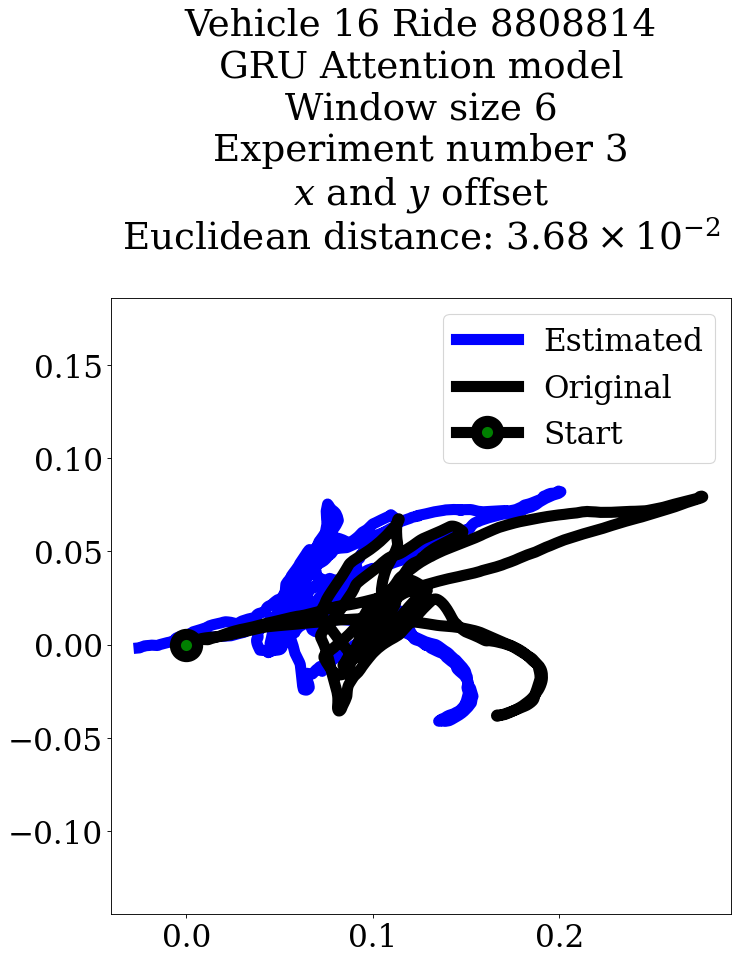 Vehicle 16 Ride 8808814
GRU Attention model
Window size 6
Experiment number 3
x and y offset
Euclidean distance: 3.68 × 10⁻²
Estimated
Original
Start
0.15
0.10
0.05
0.00
−0.05
−0.10
0.0 0.1 0.2